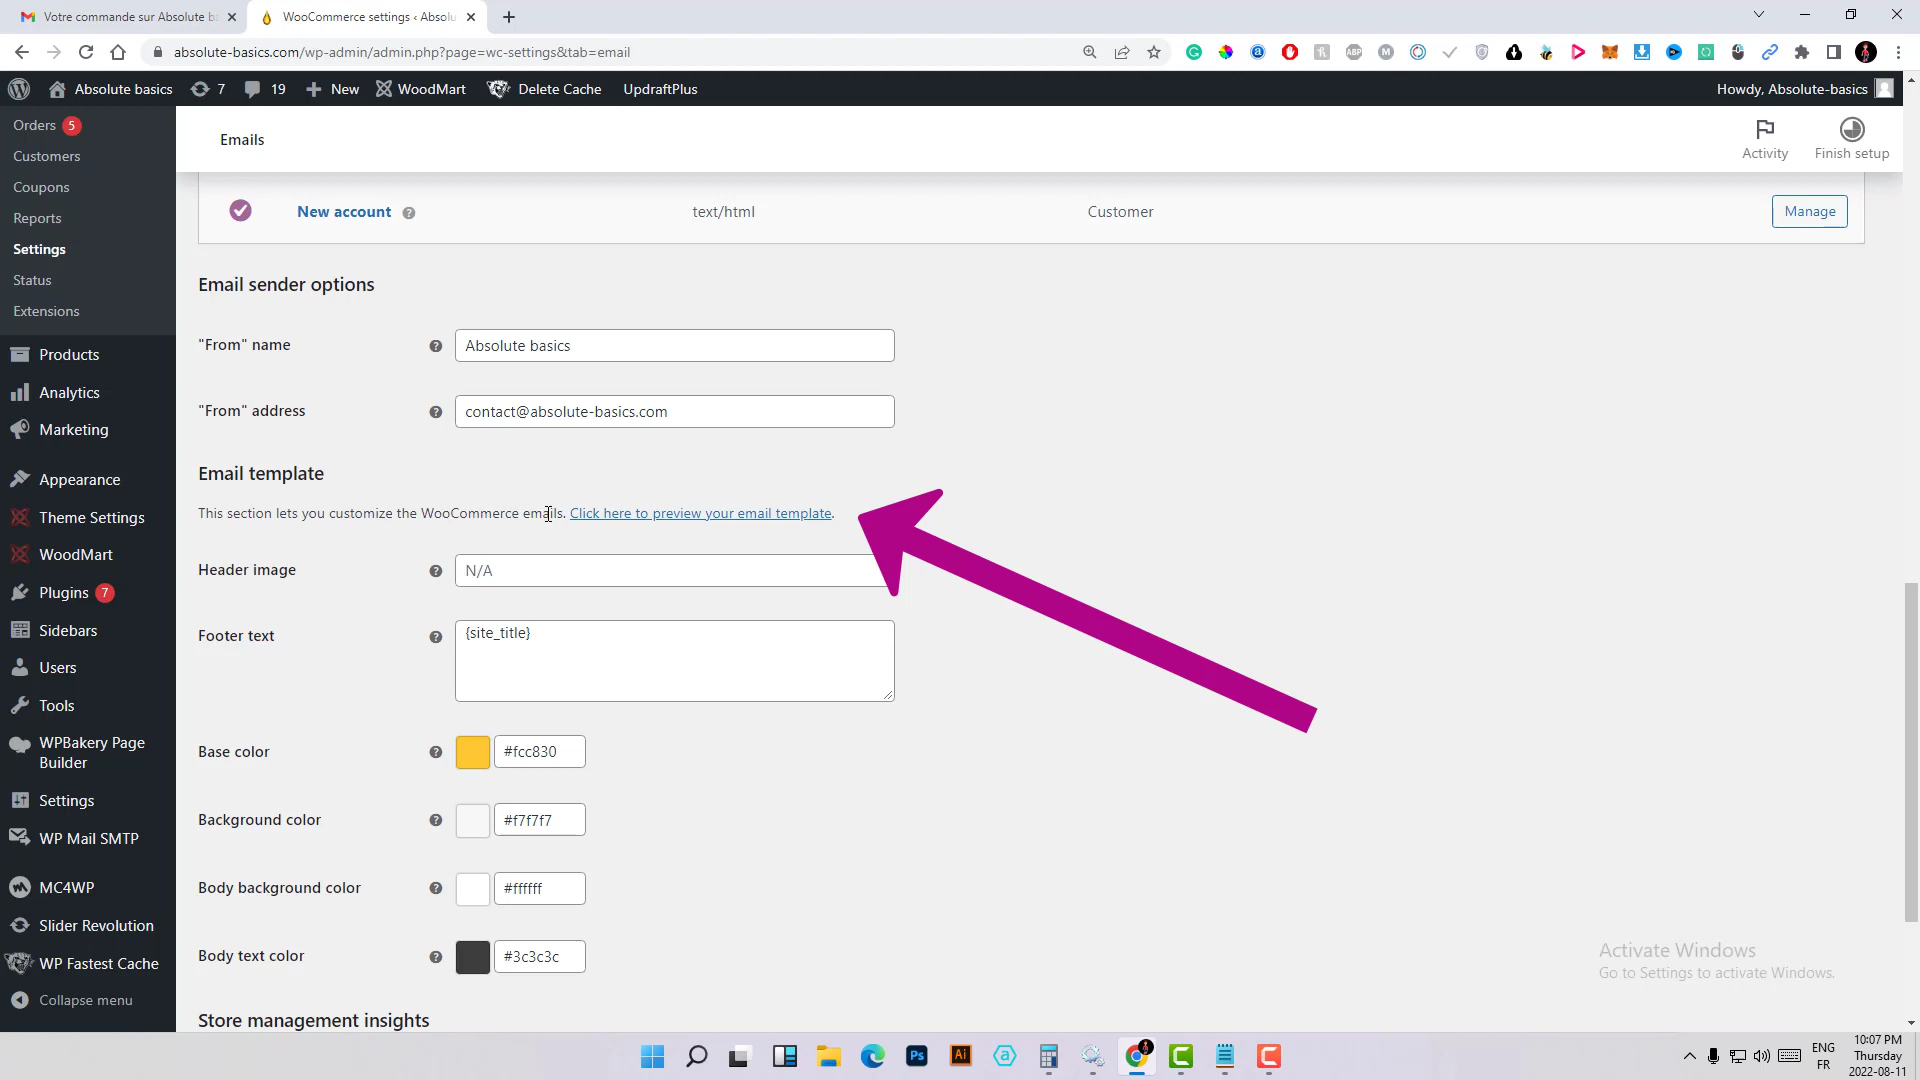 Votre commande sur Absolute ba
WooCommerce settings ‹ Absolu
absolute-basics.com/wp-admin/admin.php?page=wc-settings&tab=email
Absolute basics
7
19
New
WoodMart
Delete Cache
UpdraftPlus
Howdy, Absolute-basics
Orders 5
Customers
Coupons
Reports
Settings
Status
Extensions
Products
Analytics
Marketing
Appearance
Theme Settings
WoodMart
Plugins 7
Sidebars
Users
Tools
WPBakery Page
Builder
Settings
WP Mail SMTP
MC4WP
Slider Revolution
WP Fastest Cache
Collapse menu
Emails
Activity
Finish setup
New account
text/html
Customer
Manage
Email sender options
"From" name
Absolute basics
"From" address
contact@absolute-basics.com
Email template
This section lets you customize the WooCommerce emails. Click here to preview your email template.
Header image
N/A
Footer text
{site_title}
Base color
#fcc830
Background color
#f7f7f7
Body background color
#ffffff
Body text color
#3c3c3c
Store management insights
Activate Windows
Go to Settings to activate Windows.
Ps
Ai
ENG
FR
10:07 PM
Thursday
2022-08-11